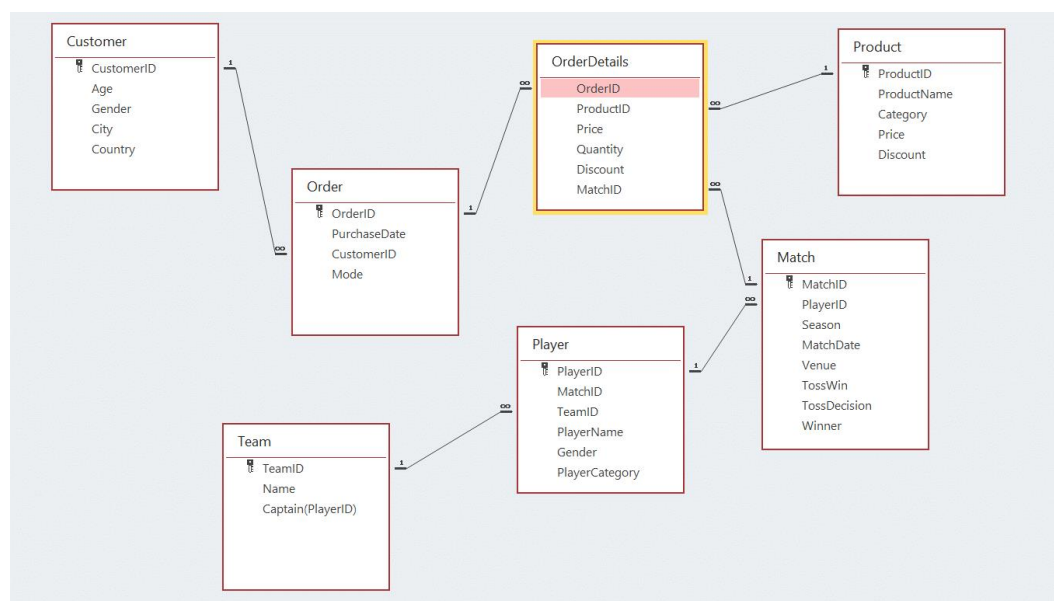 Customer
CustomerID
Age
Gender
City
Country
1
∞
Order
OrderID
PurchaseDate
CustomerID
Mode
1
∞
OrderDetails
OrderID
ProductID
Price
Quantity
Discount
MatchID
∞
1
Product
ProductID
ProductName
Category
Price
Discount
∞
1
Match
MatchID
PlayerID
Season
MatchDate
Venue
TossWin
TossDecision
Winner
∞
1
Player
PlayerID
MatchID
TeamID
PlayerName
Gender
PlayerCategory
∞
1
Team
TeamID
Name
Captain(PlayerID)